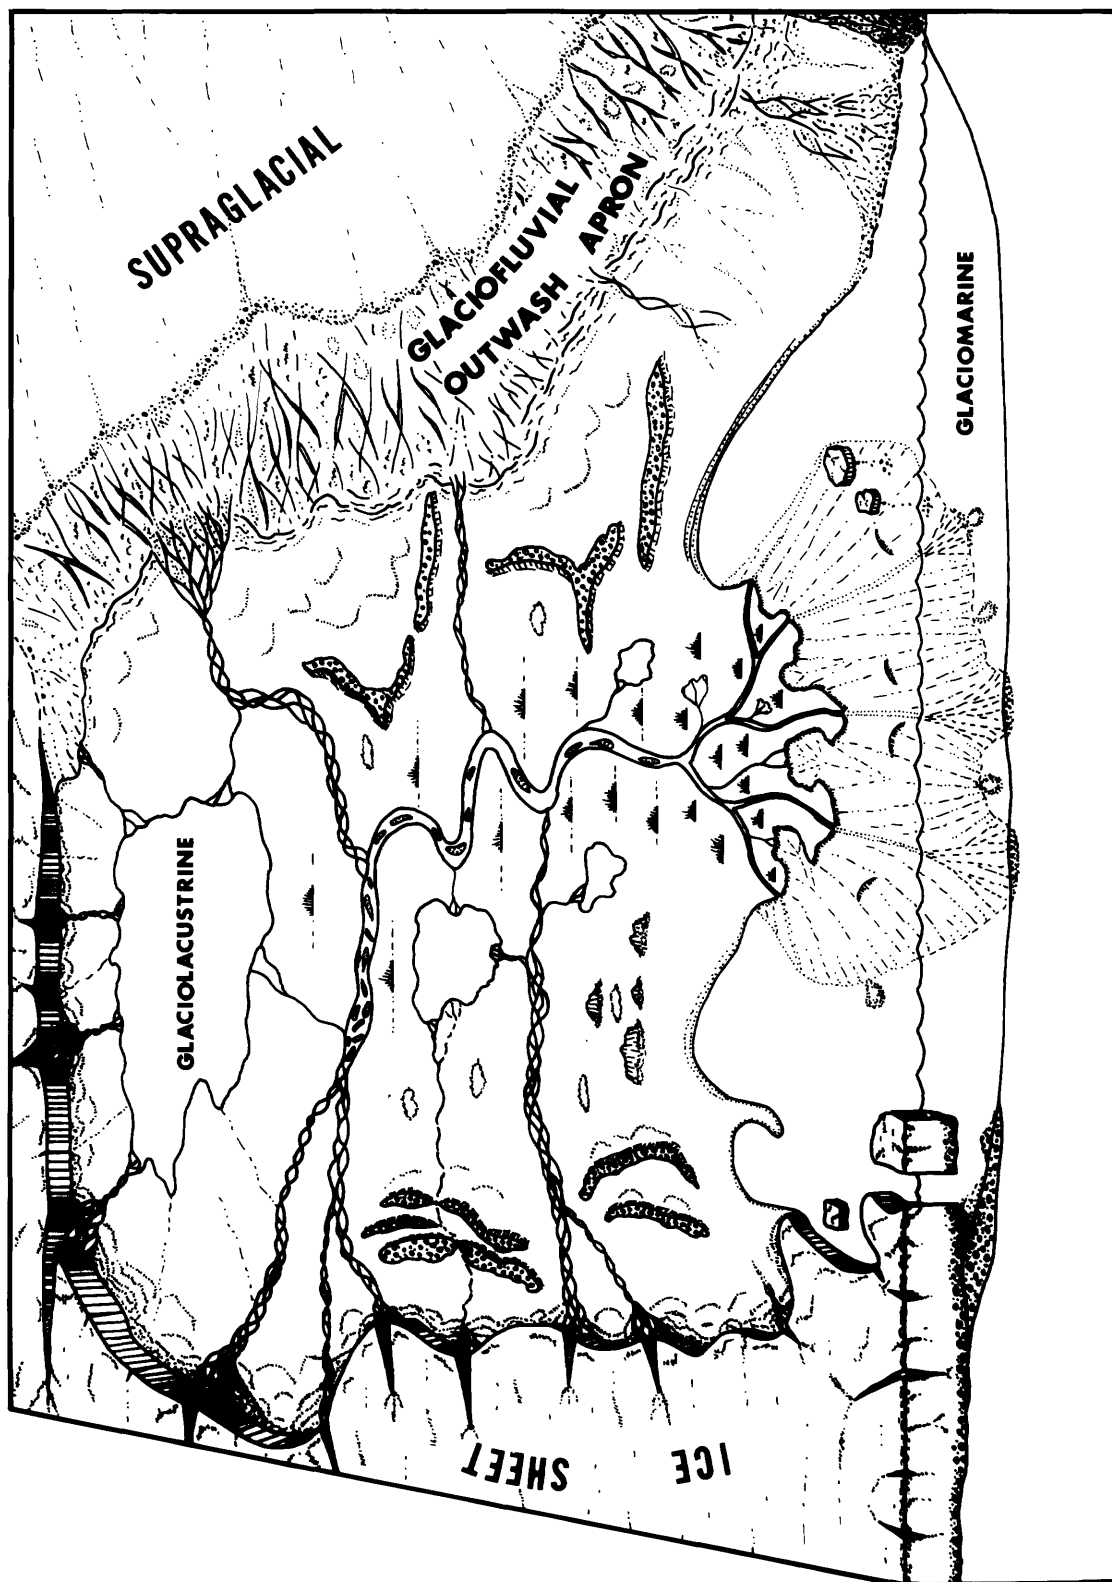 SUPRAGLACIAL
GLACIOFLUVIAL
OUTWASH APRON
GLACIOMARINE
GLACIOLACUSTRINE
ICE
SHEET